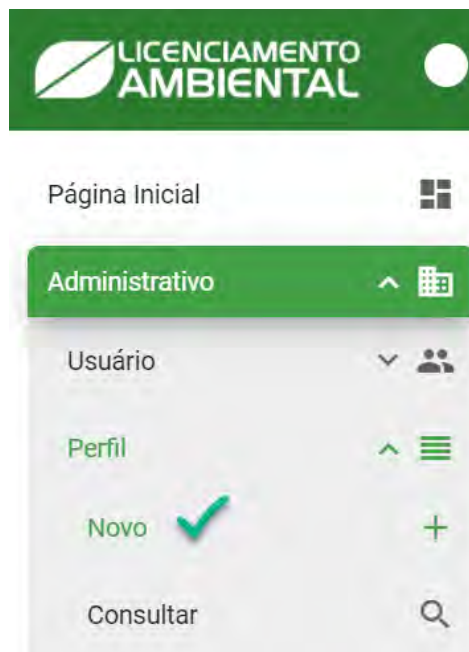 LICENCIAMENTO
AMBIENTAL
Página Inicial
Administrativo
Usuário
Perfil
Novo
Consultar